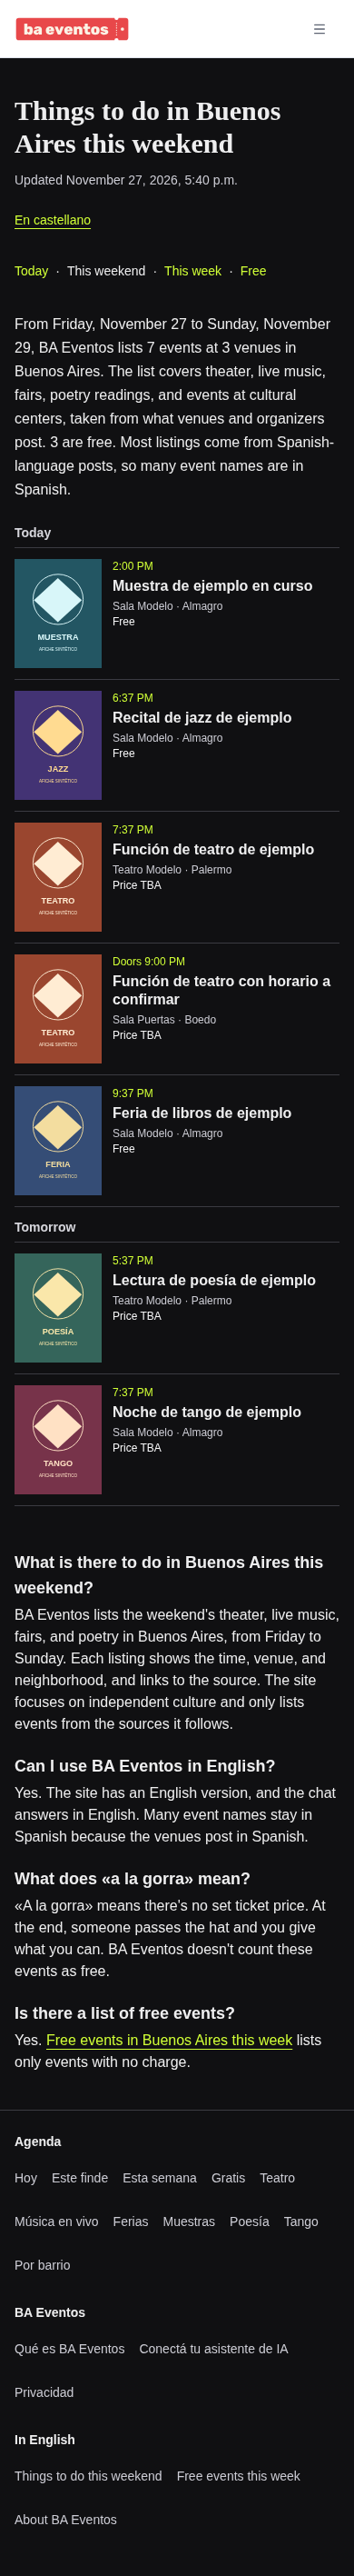 ba eventos
Things to do in Buenos
Aires this weekend
Updated November 27, 2026, 5:40 p.m.
En castellano
Today · This weekend · This week · Free
From Friday, November 27 to Sunday, November
29, BA Eventos lists 7 events at 3 venues in
Buenos Aires. The list covers theater, live music,
fairs, poetry readings, and events at cultural
centers, taken from what venues and organizers
post. 3 are free. Most listings come from Spanish-
language posts, so many event names are in
Spanish.
Today
MUESTRA
AFICHE SINTÉTICO
2:00 PM
Muestra de ejemplo en curso
Sala Modelo · Almagro
Free
JAZZ
AFICHE SINTÉTICO
6:37 PM
Recital de jazz de ejemplo
Sala Modelo · Almagro
Free
TEATRO
AFICHE SINTÉTICO
7:37 PM
Función de teatro de ejemplo
Teatro Modelo · Palermo
Price TBA
TEATRO
AFICHE SINTÉTICO
Doors 9:00 PM
Función de teatro con horario a
confirmar
Sala Puertas · Boedo
Price TBA
FERIA
AFICHE SINTÉTICO
9:37 PM
Feria de libros de ejemplo
Sala Modelo · Almagro
Free
Tomorrow
POESÍA
AFICHE SINTÉTICO
5:37 PM
Lectura de poesía de ejemplo
Teatro Modelo · Palermo
Price TBA
TANGO
AFICHE SINTÉTICO
7:37 PM
Noche de tango de ejemplo
Sala Modelo · Almagro
Price TBA
What is there to do in Buenos Aires this
weekend?
BA Eventos lists the weekend's theater, live music,
fairs, and poetry in Buenos Aires, from Friday to
Sunday. Each listing shows the time, venue, and
neighborhood, and links to the source. The site
focuses on independent culture and only lists
events from the sources it follows.
Can I use BA Eventos in English?
Yes. The site has an English version, and the chat
answers in English. Many event names stay in
Spanish because the venues post in Spanish.
What does «a la gorra» mean?
«A la gorra» means there's no set ticket price. At
the end, someone passes the hat and you give
what you can. BA Eventos doesn't count these
events as free.
Is there a list of free events?
Yes. Free events in Buenos Aires this week lists
only events with no charge.
Agenda
Hoy Este finde Esta semana Gratis Teatro
Música en vivo Ferias Muestras Poesía Tango
Por barrio
BA Eventos
Qué es BA Eventos Conectá tu asistente de IA
Privacidad
In English
Things to do this weekend Free events this week
About BA Eventos